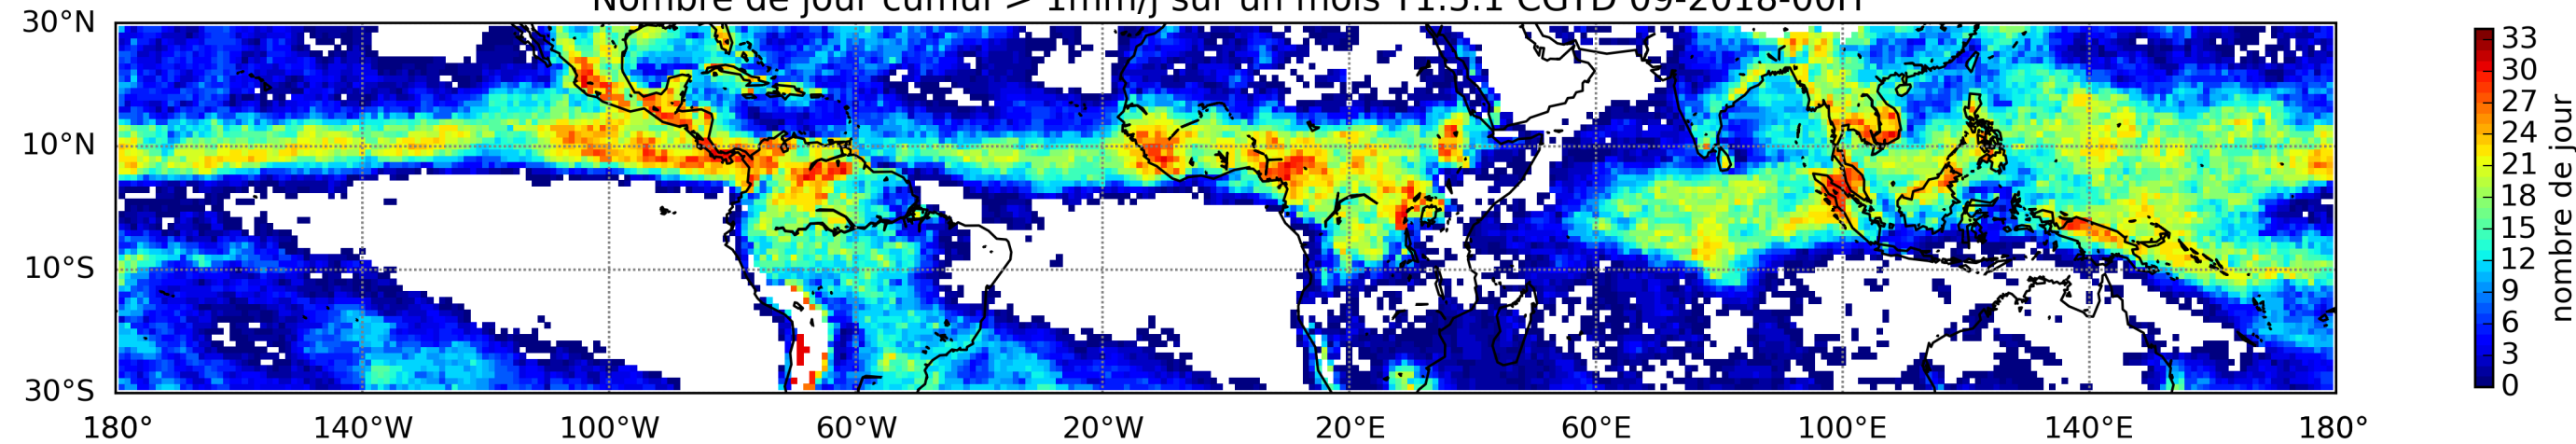 Nombre de jour cumul > 1mm/j sur un mois T1.5.1 CGTD 09-2018-00H
30°N
10°N
10°S
30°S
180° 140°W 100°W 60°W 20°W 20°E 60°E 100°E 140°E 180°
33
30
27
24
21
18
15
12
9
6
3
0
nombre de jour